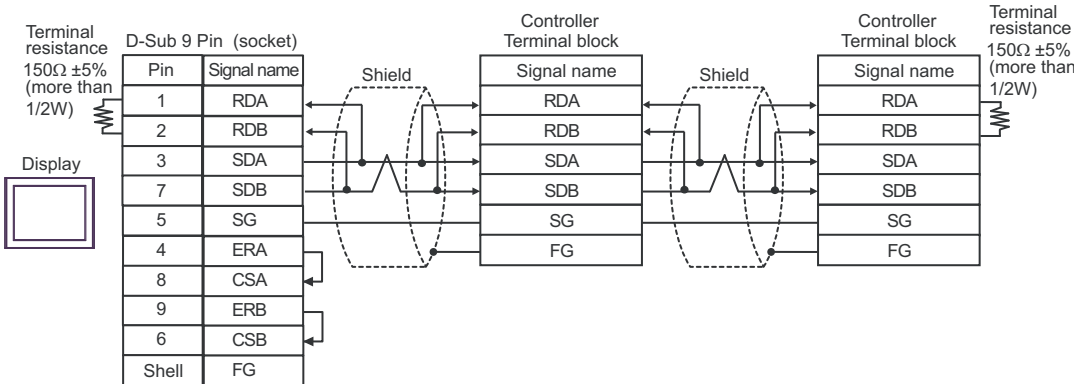 Terminal
resistance
150Ω ±5%
(more than
1/2W)
D-Sub 9 Pin (socket)
Pin Signal name
1 RDA
2 RDB
3 SDA
7 SDB
5 SG
4 ERA
8 CSA
9 ERB
6 CSB
Shell FG
Display
Shield
Controller
Terminal block
Signal name
RDA
RDB
SDA
SDB
SG
FG
Shield
Controller
Terminal block
Signal name
RDA
RDB
SDA
SDB
SG
FG
Terminal
resistance
150Ω ±5%
(more than
1/2W)